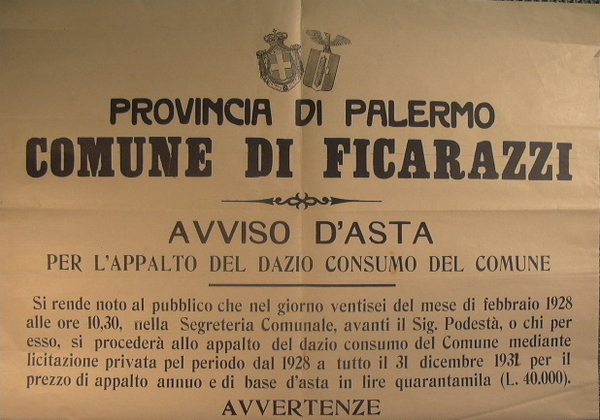 PROVINCIA DI PALERMO
COMUNE DI FICARAZZI
AVVISO D'ASTA
PER L'APPALTO DEL DAZIO CONSUMO DEL COMUNE
Si rende noto al pubblico che nel giorno ventisei del mese di febbraio 1928
alle ore 10,30, nella Segreteria Comunale, avanti il Sig. Podestà, o chi per
esso, si procederà allo appalto del dazio consumo del Comune mediante
licitazione privata pel periodo dal 1928 a tutto il 31 dicembre 1931 per il
prezzo di appalto annuo e di base d'asta in lire quarantamila (L. 40.000).
AVVERTENZE